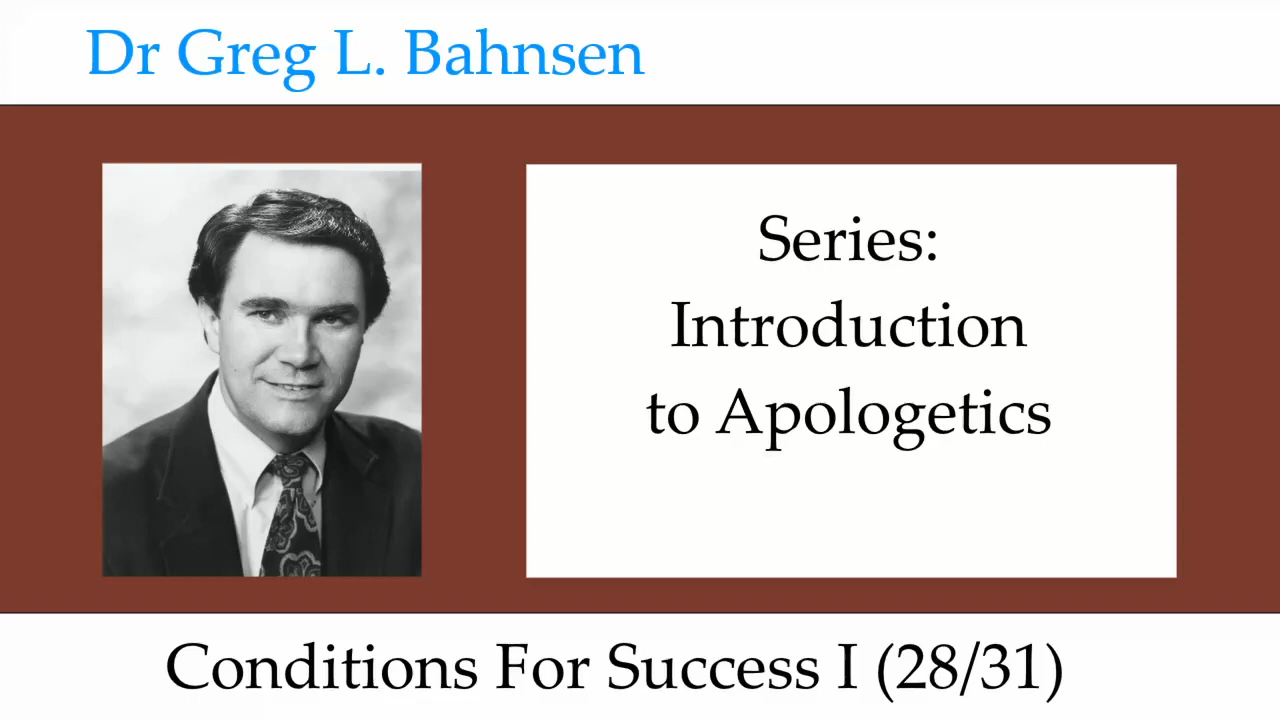 Dr Greg L. Bahnsen
Series:
Introduction
to Apologetics
Conditions For Success I (28/31)